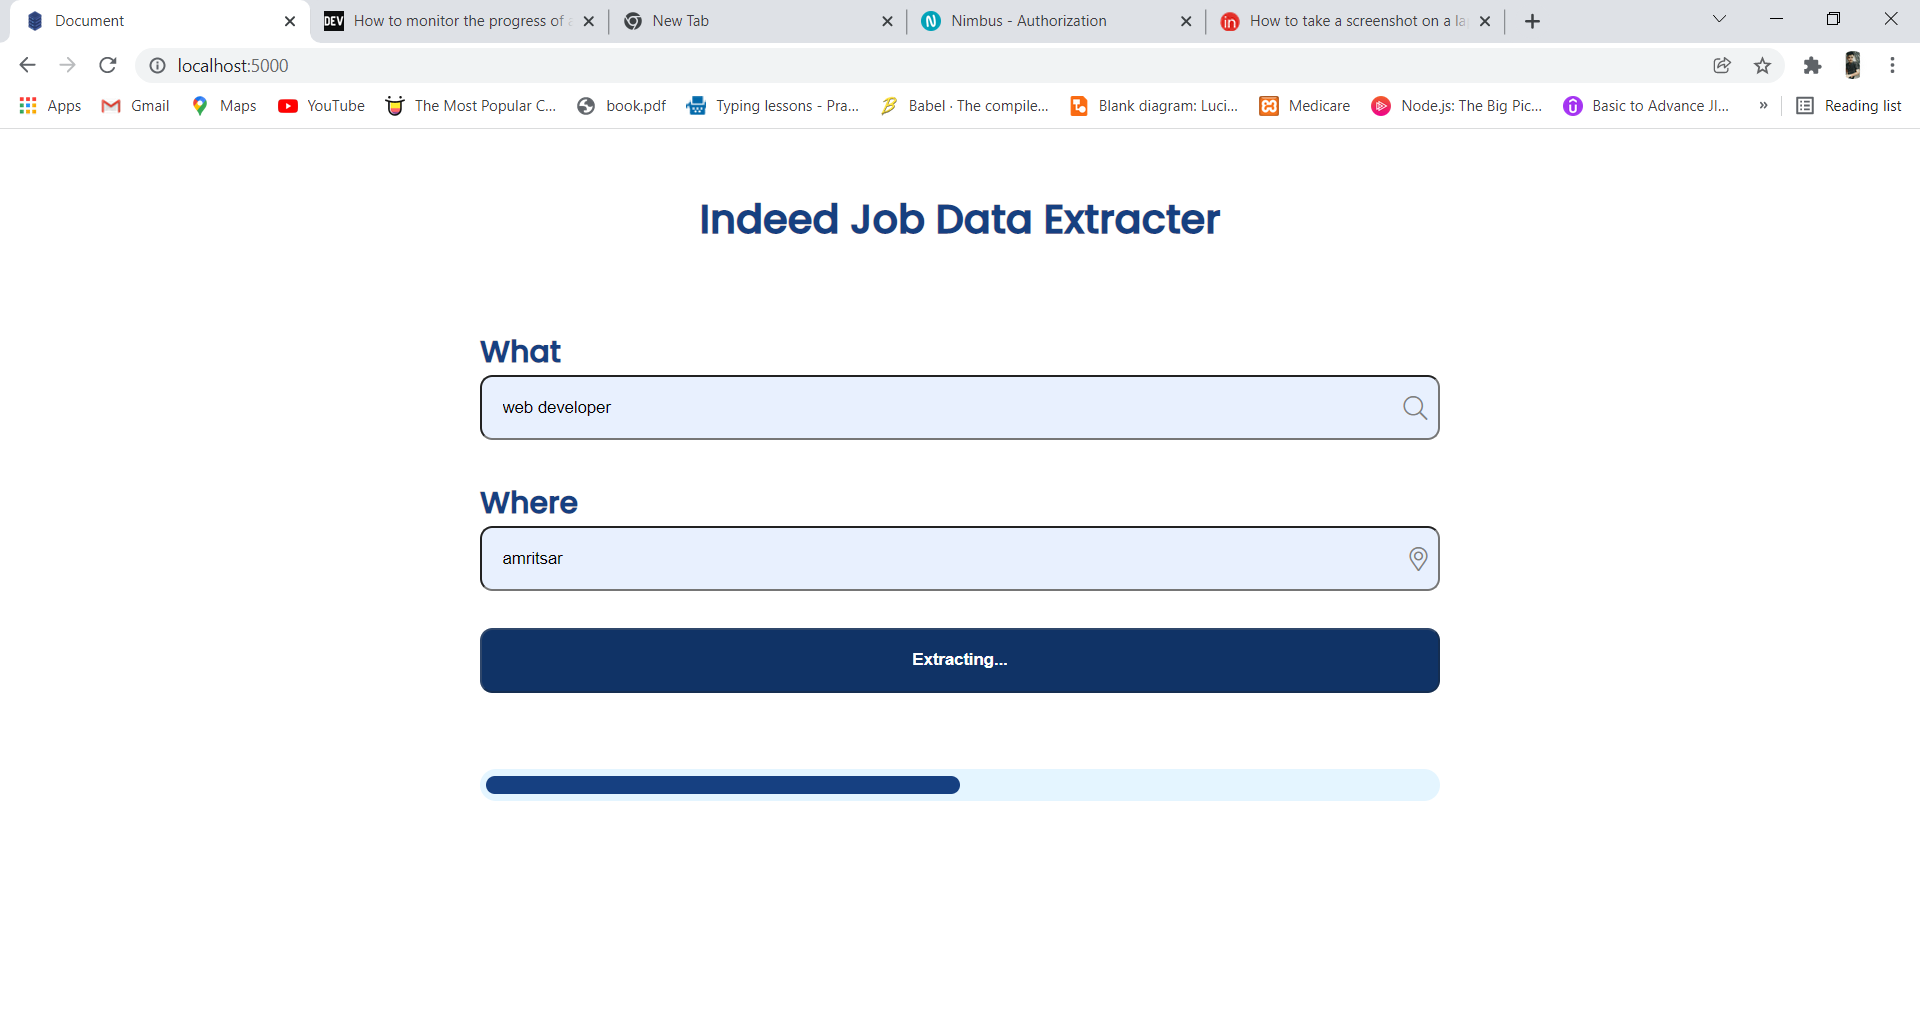 Document
DEV How to monitor the progress of a
New Tab
N Nimbus - Authorization
in How to take a screenshot on a la
localhost:5000
Apps Gmail Maps YouTube The Most Popular C... book.pdf Typing lessons - Pra... Babel · The compile... Blank diagram: Luci... Medicare Node.js: The Big Pic... Basic to Advance JI... » Reading list
Indeed Job Data Extracter
What
web developer
Where
amritsar
Extracting...